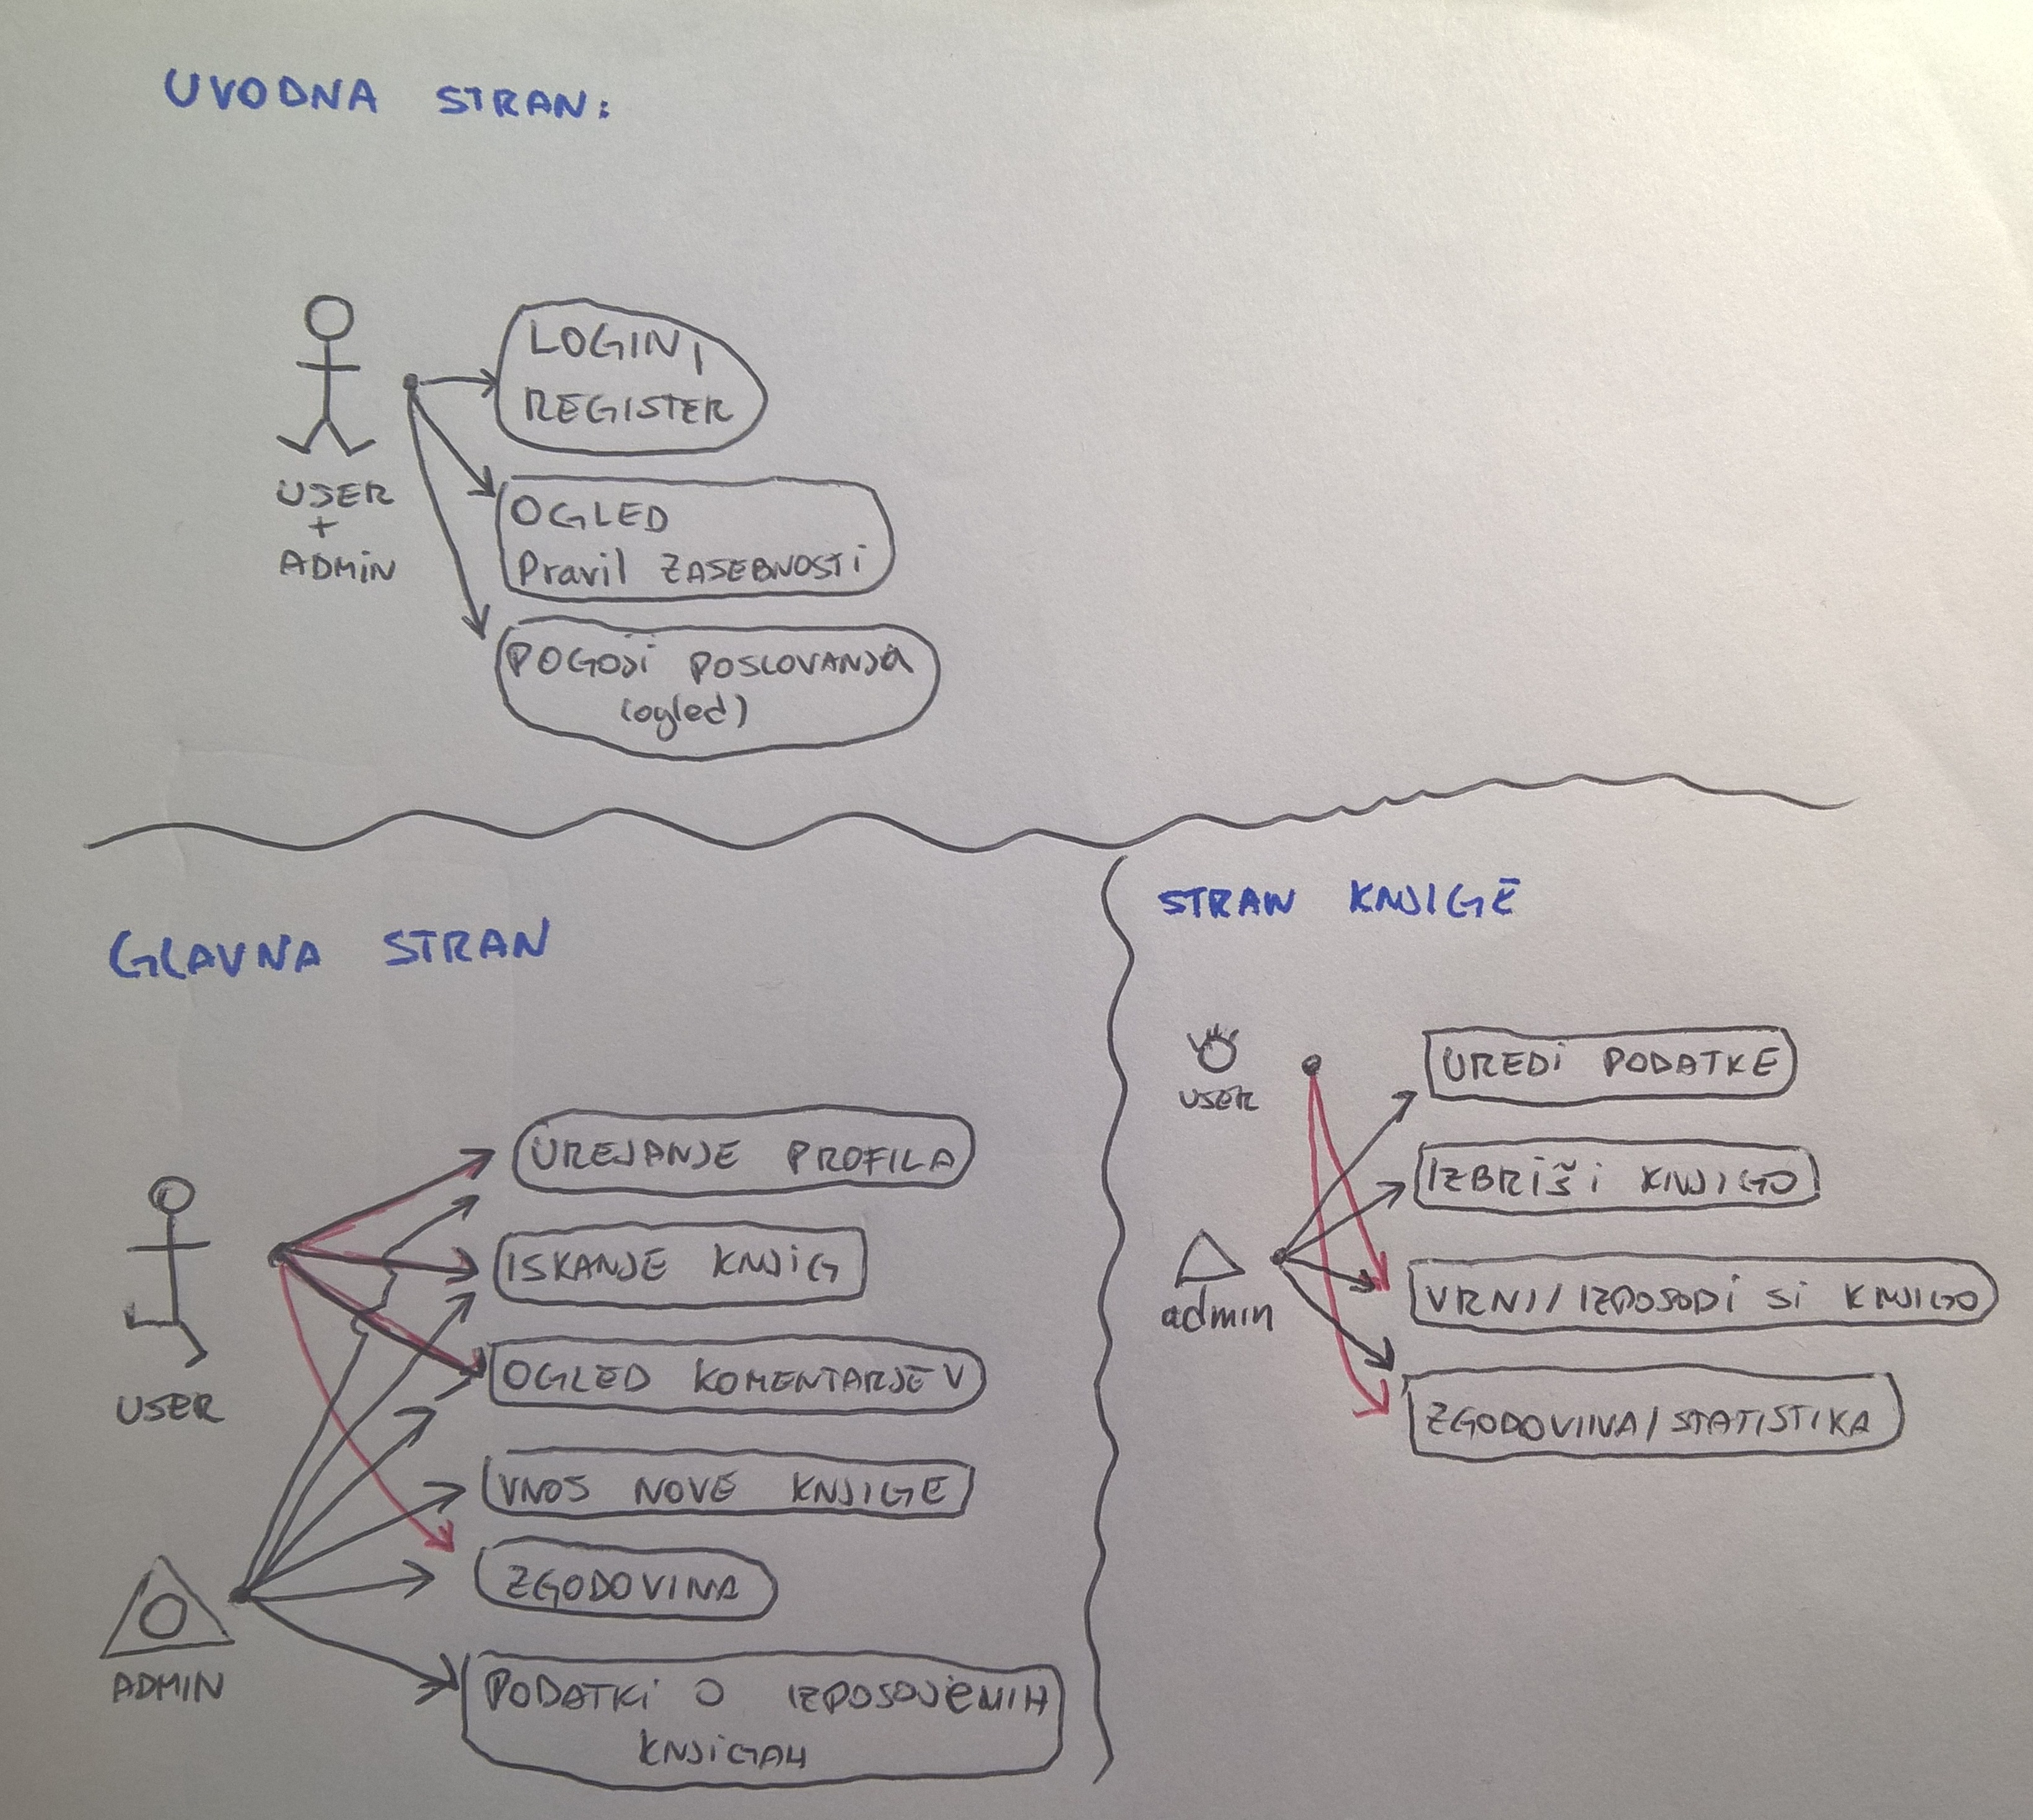 UVODNA STRAN:
LOGIN,
REGISTER
USER
+
ADMIN
OGLED
Pravil ZASEBNOSTI
POGOJI POSLOVANJA
(ogled)
GLAVNA STRAN
USER
ADMIN
UREJANJE PROFILA
ISKANJE KNJIG
OGLED KOMENTARJEV
VNOS NOVE KNJIGE
ZGODOVINA
PODATKI O IZPOSOJENIH
KNJIGAH
STRAN KNJIGE
USER
admin
UREDI PODATKE
IZBRIŠI KNJIGO
VRNI/IZPOSODI SI KNJIGO
ZGODOVINA/STATISTIKA